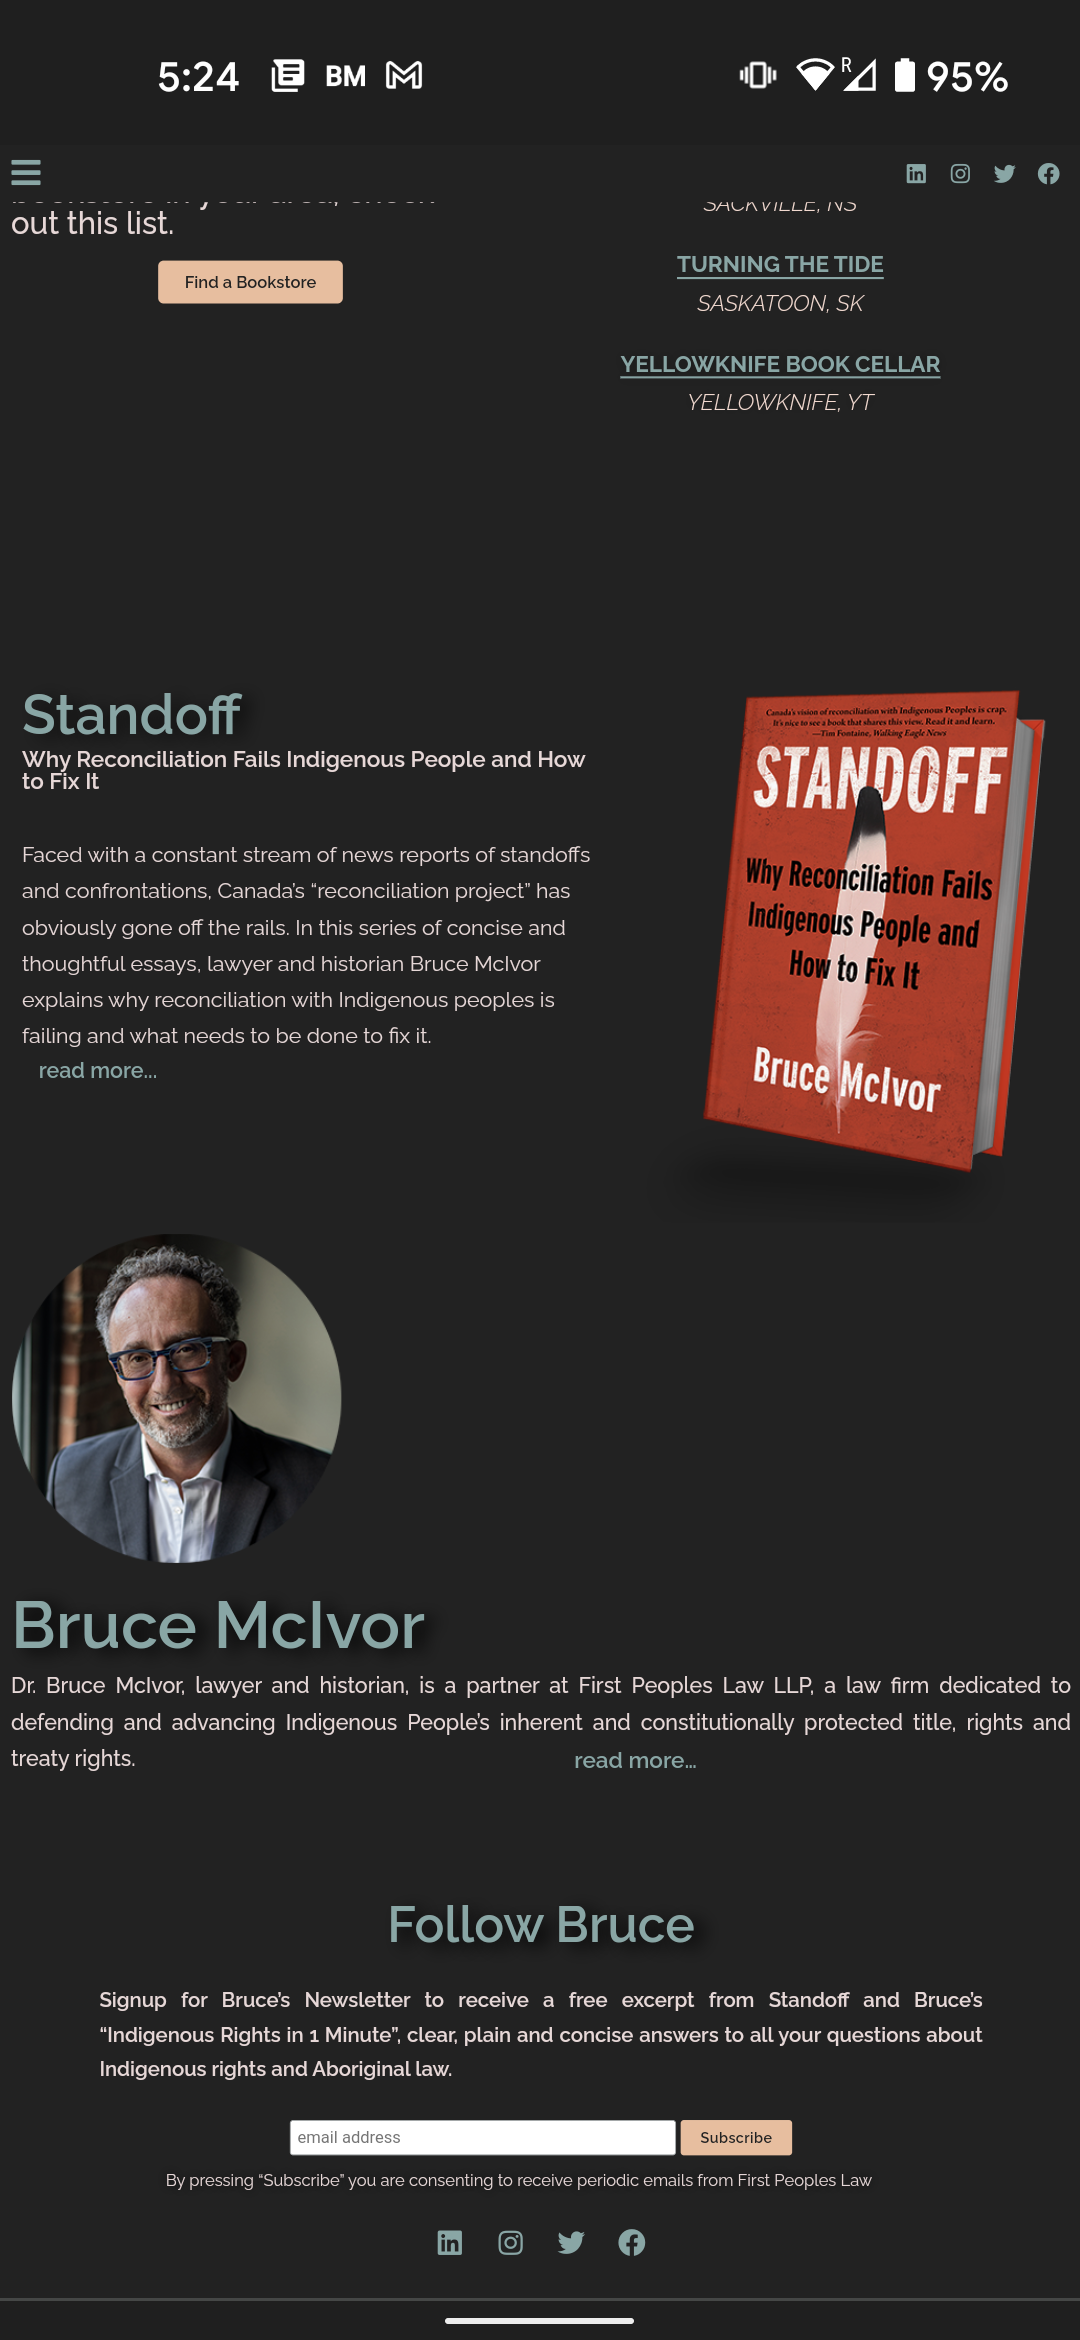 5:24 BM R 95%
out this list.
Find a Bookstore
SACKVILLE, NS
TURNING THE TIDE
SASKATOON, SK
YELLOWKNIFE BOOK CELLAR
YELLOWKNIFE, YT
Standoff
Why Reconciliation Fails Indigenous People and How
to Fix It
Faced with a constant stream of news reports of standoffs
and confrontations, Canada’s “reconciliation project” has
obviously gone off the rails. In this series of concise and
thoughtful essays, lawyer and historian Bruce McIvor
explains why reconciliation with Indigenous peoples is
failing and what needs to be done to fix it.
read more...
Canada's vision of reconciliation with Indigenous Peoples is crap.
It's nice to see a book that shares this view. Read it and learn.
—Tim Fontaine, Walking Eagle News
STANDOFF
Why Reconciliation Fails
Indigenous People and
How to Fix It
Bruce McIvor
Bruce McIvor
Dr. Bruce McIvor, lawyer and historian, is a partner at First Peoples Law LLP, a law firm dedicated to
defending and advancing Indigenous People’s inherent and constitutionally protected title, rights and
treaty rights.
read more...
Follow Bruce
Signup for Bruce’s Newsletter to receive a free excerpt from Standoff and Bruce’s
“Indigenous Rights in 1 Minute”, clear, plain and concise answers to all your questions about
Indigenous rights and Aboriginal law.
email address Subscribe
By pressing “Subscribe” you are consenting to receive periodic emails from First Peoples Law